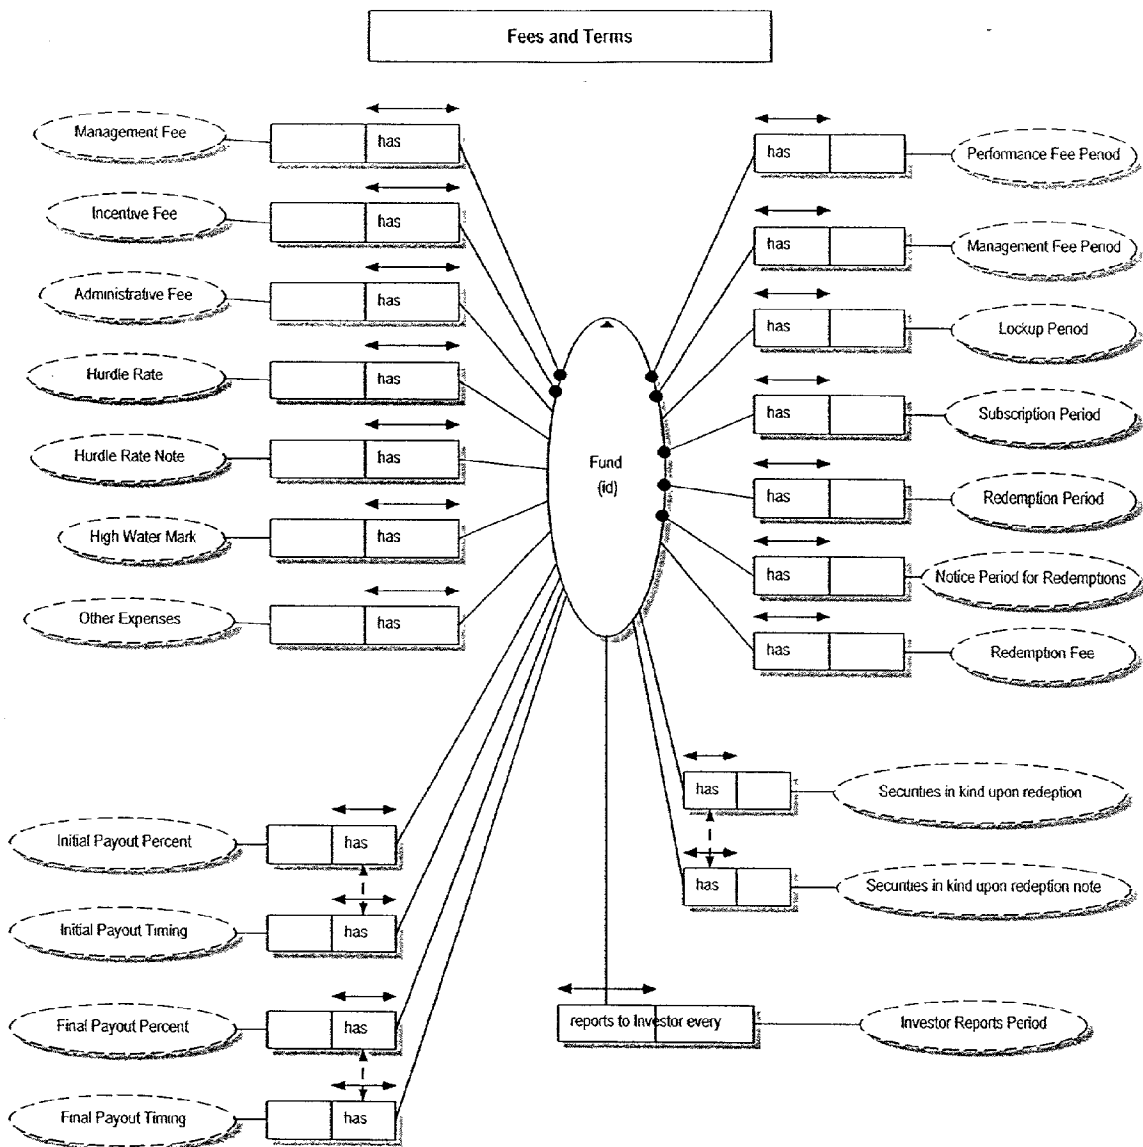 Fees and Terms
Management Fee
has
Incentive Fee
has
Administrative Fee
has
Hurdle Rate
has
Hurdle Rate Note
has
High Water Mark
has
Other Expenses
has
has
Performance Fee Period
has
Management Fee Period
has
Lockup Period
has
Subscription Period
has
Redemption Period
has
Notice Period for Redemptions
has
Redemption Fee
Fund
(id)
Initial Payout Percent
has
Initial Payout Timing
has
Final Payout Percent
has
Final Payout Timing
has
has
Securities in kind upon redeption
has
Securities in kind upon redeption note
reports to Investor every
Investor Reports Period